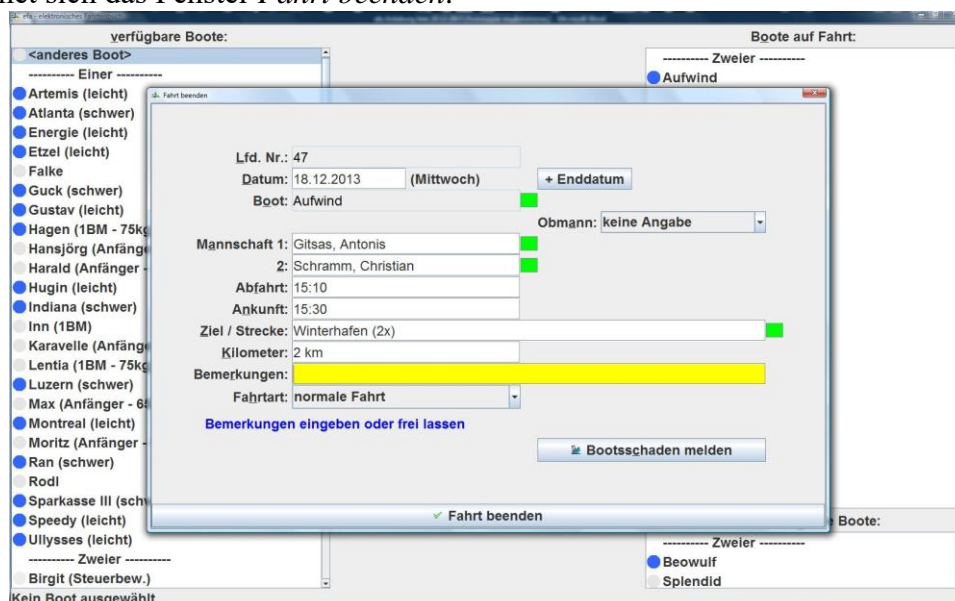 Fahrt beenden
efa - elektronisches
verfügbare Boote:
<anderes Boot>
---------- Einer ----------
Artemis (leicht)
Atlanta (schwer)
Energie (leicht)
Etzel (leicht)
Falke
Guck (schwer)
Gustav (leicht)
Hagen (1BM - 75kg
Hansjörg (Anfäng
Harald (Anfänger -
Hugin (leicht)
Indiana (schwer)
Inn (1BM)
Karavelle (Anfäng
Lentia (1BM - 75kg
Luzern (schwer)
Max (Anfänger - 6
Montreal (leicht)
Moritz (Anfänger -
Ran (schwer)
Rodl
Sparkasse III (schw
Speedy (leicht)
Ullysses (leicht)
---------- Zweier ----------
Birgit (Steuerbew.)
Kein Boot ausgewählt
Boote auf Fahrt:
---------- Zweier ----------
Aufwind
Fahrt beenden
Lfd. Nr.: 47
Datum: 18.12.2013 (Mittwoch) + Enddatum
Boot: Aufwind
Obmann: keine Angabe
Mannschaft 1: Gitsas, Antonis
2: Schramm, Christian
Abfahrt: 15:10
Ankunft: 15:30
Ziel / Strecke: Winterhafen (2x)
Kilometer: 2 km
Bemerkungen:
Fahrtart: normale Fahrt
Bemerkungen eingeben oder frei lassen
Bootsschaden melden
Fahrt beenden
Boote:
---------- Zweier ----------
Beowulf
Splendid